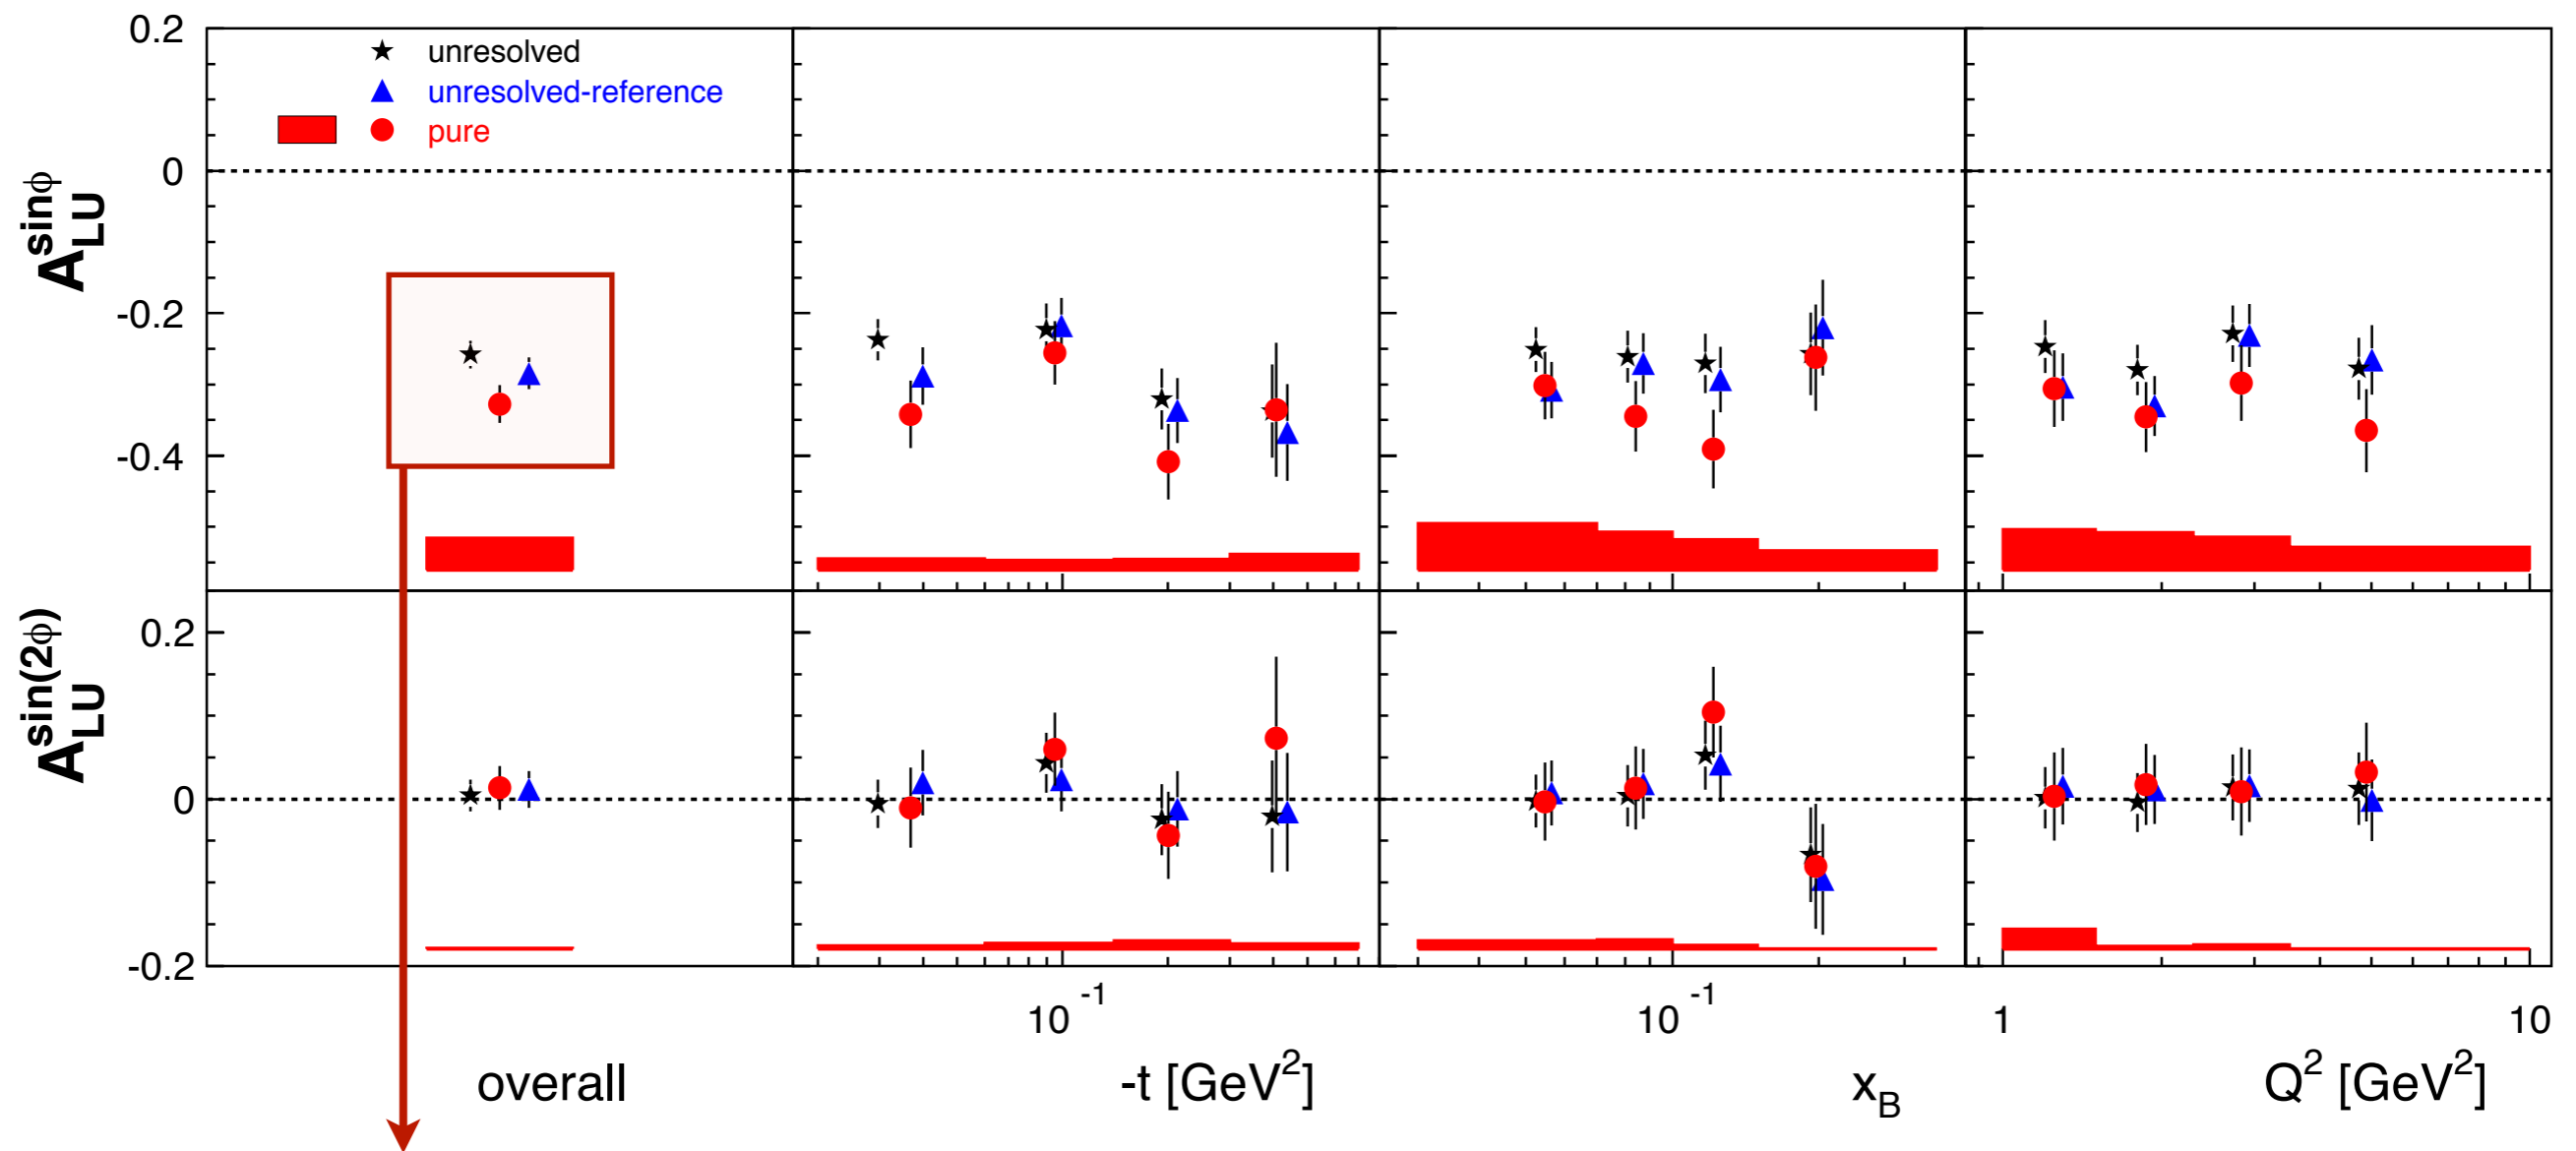 0.2
unresolved
unresolved-reference
pure
0
-0.2
-0.4
A_LU^sinϕ
0.2
0
-0.2
A_LU^sin(2ϕ)
10^-1
10^-1
1
10
overall
-t [GeV^2]
x_B
Q^2 [GeV^2]